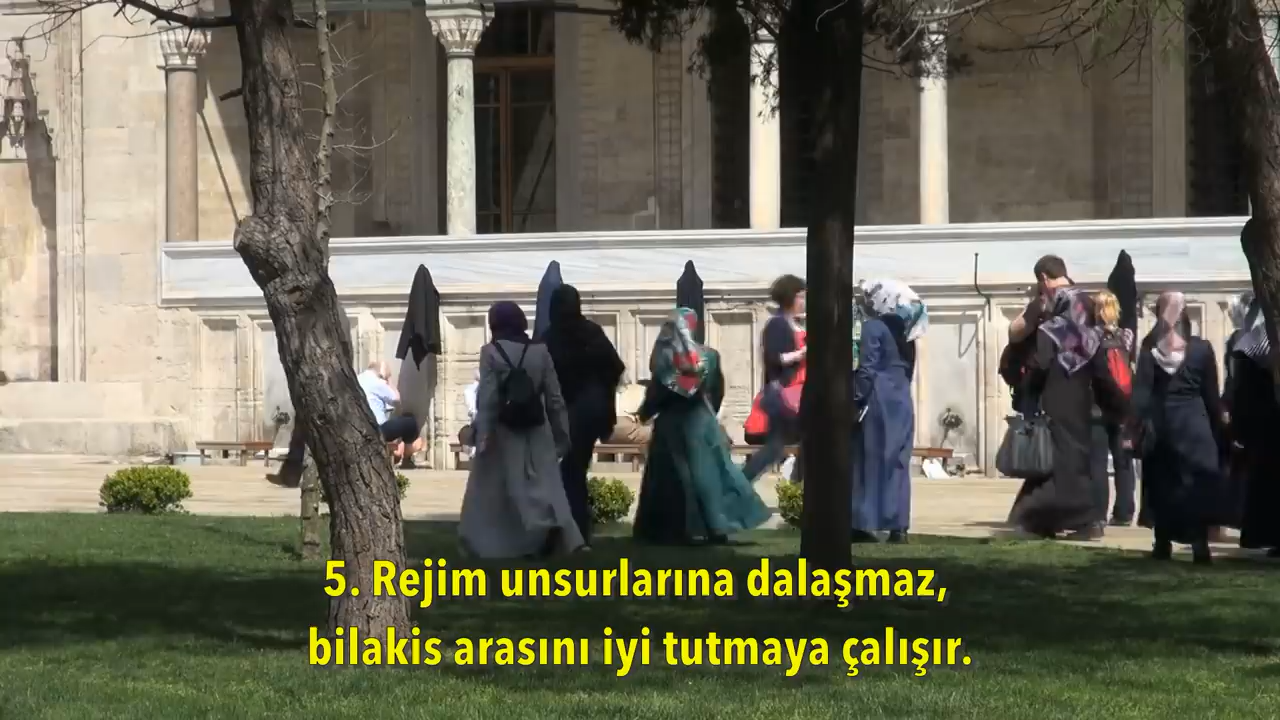 5. Rejim unsurlarına dalaşmaz,
bilakis arasını iyi tutmaya çalışır.